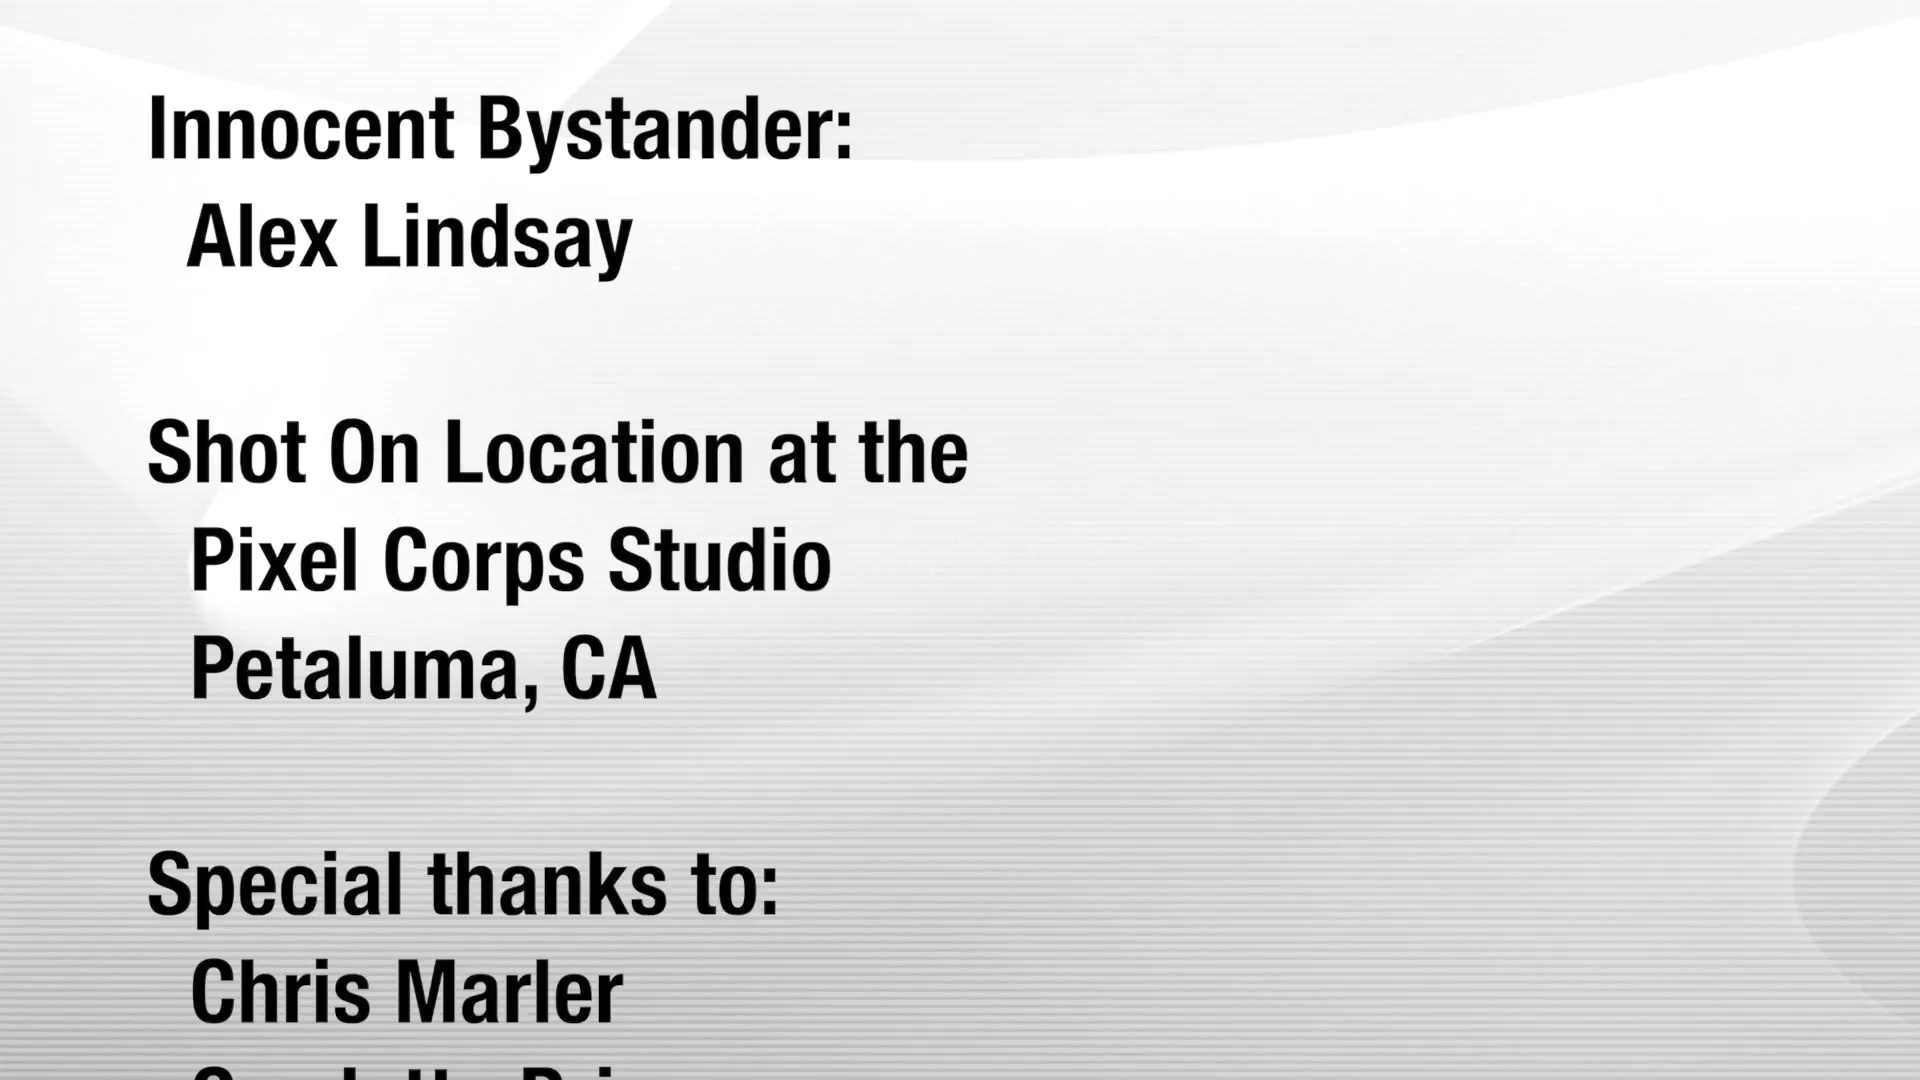 Innocent Bystander:
Alex Lindsay
Shot On Location at the
Pixel Corps Studio
Petaluma, CA
Special thanks to:
Chris Marler